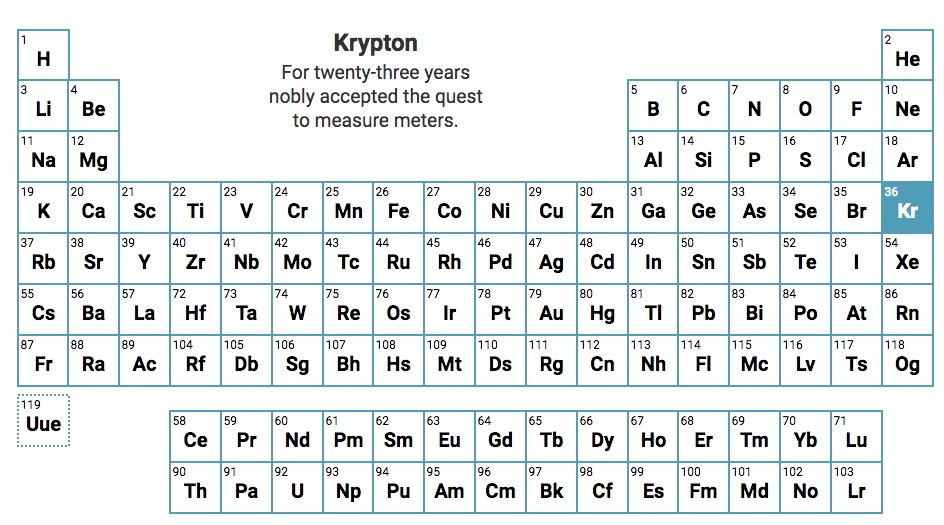 Krypton
For twenty-three years
nobly accepted the quest
to measure meters.
1 H 2 He
3 Li 4 Be 5 B 6 C 7 N 8 O 9 F 10 Ne
11 Na 12 Mg 13 Al 14 Si 15 P 16 S 17 Cl 18 Ar
19 K 20 Ca 21 Sc 22 Ti 23 V 24 Cr 25 Mn 26 Fe 27 Co 28 Ni 29 Cu 30 Zn 31 Ga 32 Ge 33 As 34 Se 35 Br 36 Kr
37 Rb 38 Sr 39 Y 40 Zr 41 Nb 42 Mo 43 Tc 44 Ru 45 Rh 46 Pd 47 Ag 48 Cd 49 In 50 Sn 51 Sb 52 Te 53 I 54 Xe
55 Cs 56 Ba 57 La 72 Hf 73 Ta 74 W 75 Re 76 Os 77 Ir 78 Pt 79 Au 80 Hg 81 Tl 82 Pb 83 Bi 84 Po 85 At 86 Rn
87 Fr 88 Ra 89 Ac 104 Rf 105 Db 106 Sg 107 Bh 108 Hs 109 Mt 110 Ds 111 Rg 112 Cn 113 Nh 114 Fl 115 Mc 116 Lv 117 Ts 118 Og
119 Uue
58 Ce 59 Pr 60 Nd 61 Pm 62 Sm 63 Eu 64 Gd 65 Tb 66 Dy 67 Ho 68 Er 69 Tm 70 Yb 71 Lu
90 Th 91 Pa 92 U 93 Np 94 Pu 95 Am 96 Cm 97 Bk 98 Cf 99 Es 100 Fm 101 Md 102 No 103 Lr